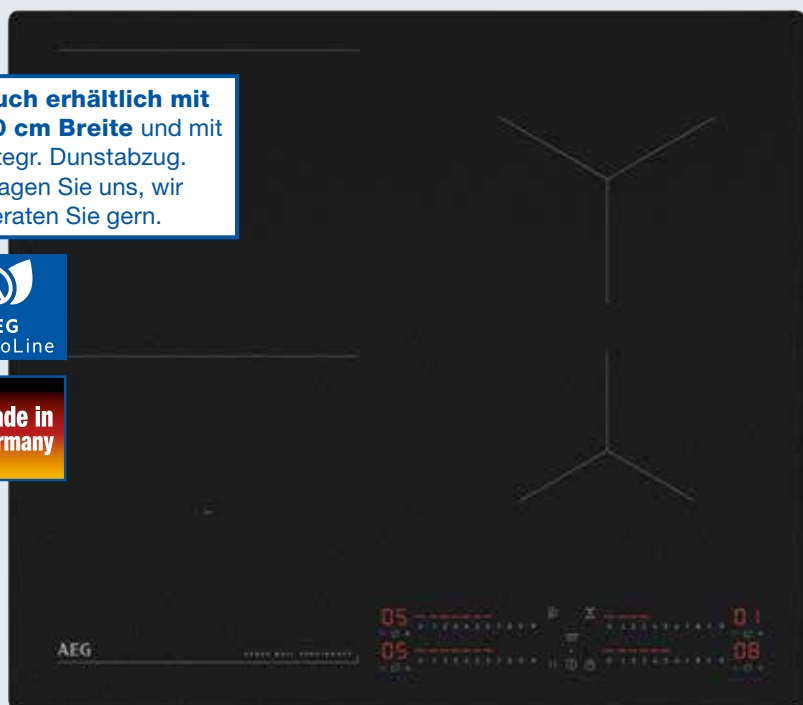 uch erhältlich mit
0 cm Breite und mit
tegr. Dunstabzug.
agen Sie uns, wir
eraten Sie gern.
EG
oLine
ade in
rmany
05
01
05
08
AEG